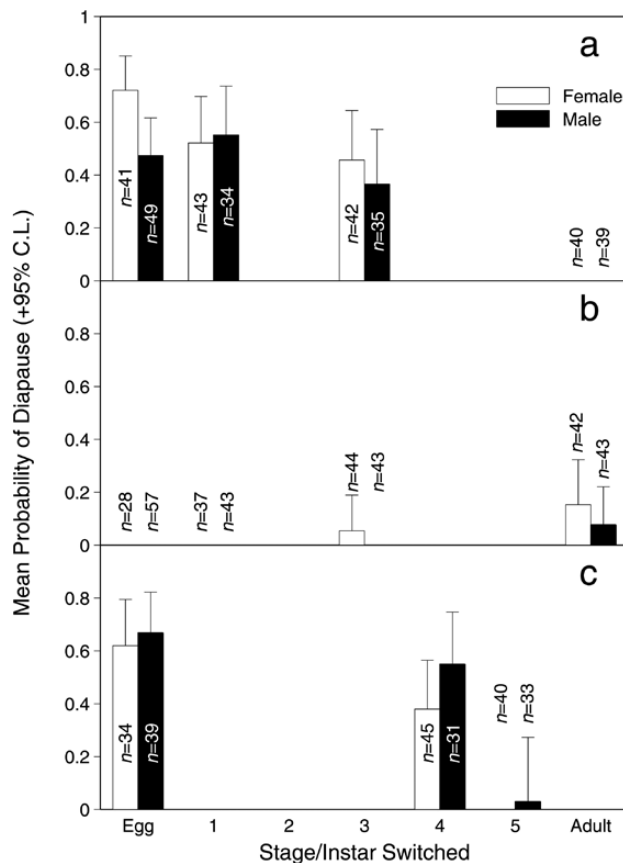 Mean Probability of Diapause (+95% C.L.)
a
1
0.8
0.6
0.4
0.2
0
Female
Male
n=41
n=49
n=43
n=34
n=42
n=35
n=40
n=39
b
0.8
0.6
0.4
0.2
0
n=28
n=57
n=37
n=43
n=44
n=43
n=42
n=43
c
0.8
0.6
0.4
0.2
0
n=34
n=39
n=45
n=31
n=40
n=33
Egg 1 2 3 4 5 Adult
Stage/Instar Switched